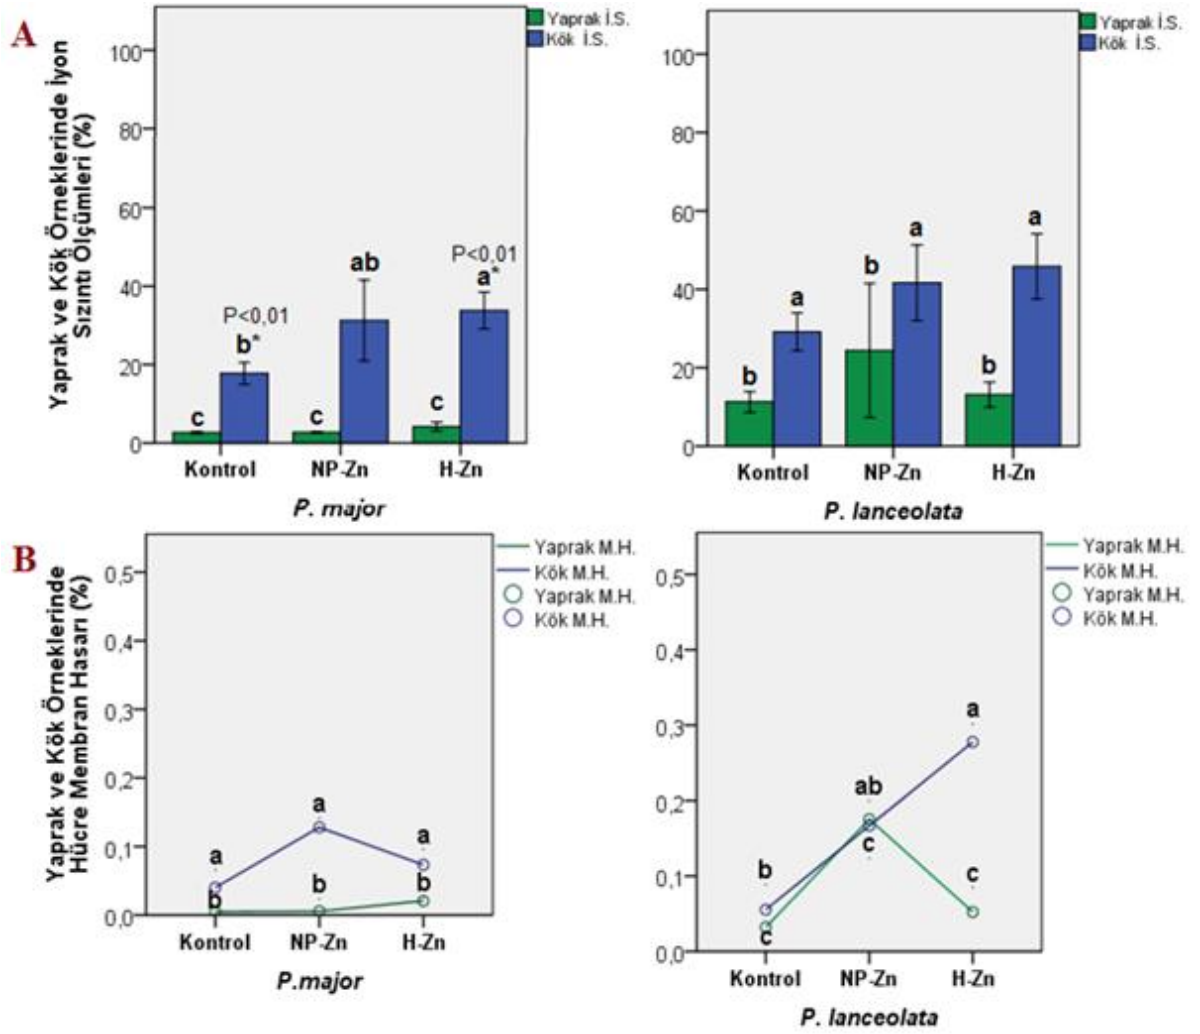 A
Yaprak ve Kök Örneklerinde İyon
Sızıntı Ölçümleri (%)
Yaprak İ.S.
Kök İ.S.
100
80
60
40
20
0
P<0,01
b*
ab
P<0,01
a*
c
c
c
Kontrol
NP-Zn
H-Zn
P. major
Yaprak İ.S.
Kök İ.S.
100
80
60
40
20
0
b
a
b
a
b
a
Kontrol
NP-Zn
H-Zn
P. lanceolata
B
Yaprak ve Kök Örneklerinde
Hücre Membran Hasarı (%)
Yaprak M.H.
Kök M.H.
Yaprak M.H.
Kök M.H.
0,5
0,4
0,3
0,2
0,1
0,0
a
a
a
b
b
b
Kontrol
NP-Zn
H-Zn
P.major
Yaprak M.H.
Kök M.H.
Yaprak M.H.
Kök M.H.
0,5
0,4
0,3
0,2
0,1
0,0
b
ab
a
c
c
c
Kontrol
NP-Zn
H-Zn
P. lanceolata